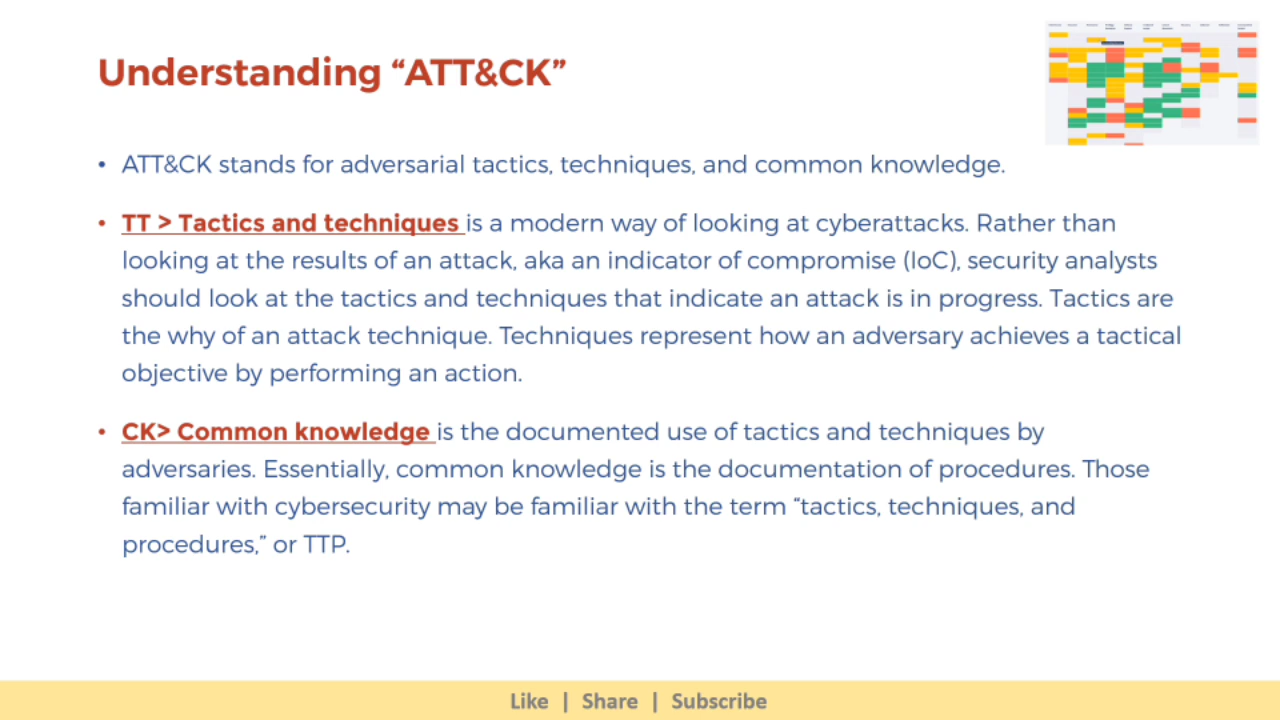 Understanding “ATT&CK”
• ATT&CK stands for adversarial tactics, techniques, and common knowledge.
• TT > Tactics and techniques is a modern way of looking at cyberattacks. Rather than
looking at the results of an attack, aka an indicator of compromise (IoC), security analysts
should look at the tactics and techniques that indicate an attack is in progress. Tactics are
the why of an attack technique. Techniques represent how an adversary achieves a tactical
objective by performing an action.
• CK> Common knowledge is the documented use of tactics and techniques by
adversaries. Essentially, common knowledge is the documentation of procedures. Those
familiar with cybersecurity may be familiar with the term “tactics, techniques, and
procedures,” or TTP.
Like | Share | Subscribe